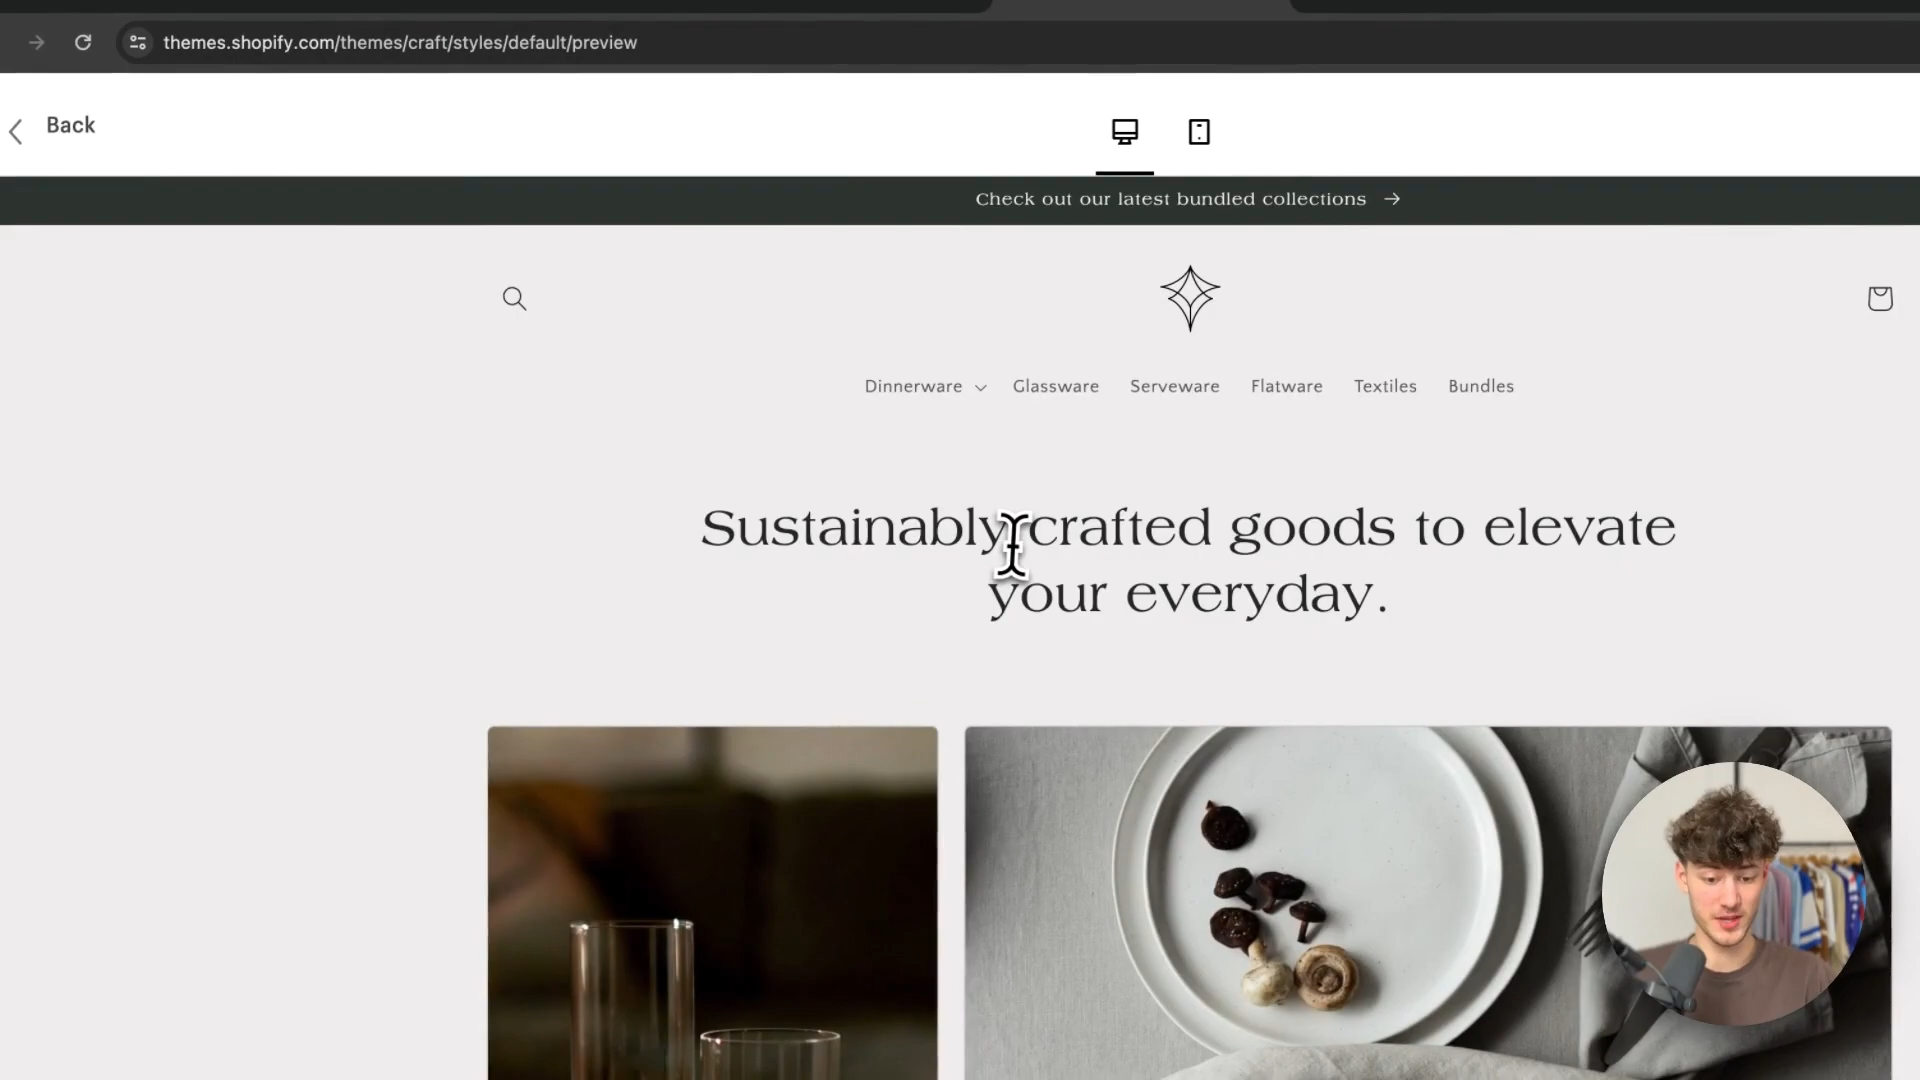 themes.shopify.com/themes/craft/styles/default/preview
Back
Check out our latest bundled collections →
Dinnerware Glassware Serveware Flatware Textiles Bundles
Sustainably crafted goods to elevate
your everyday.